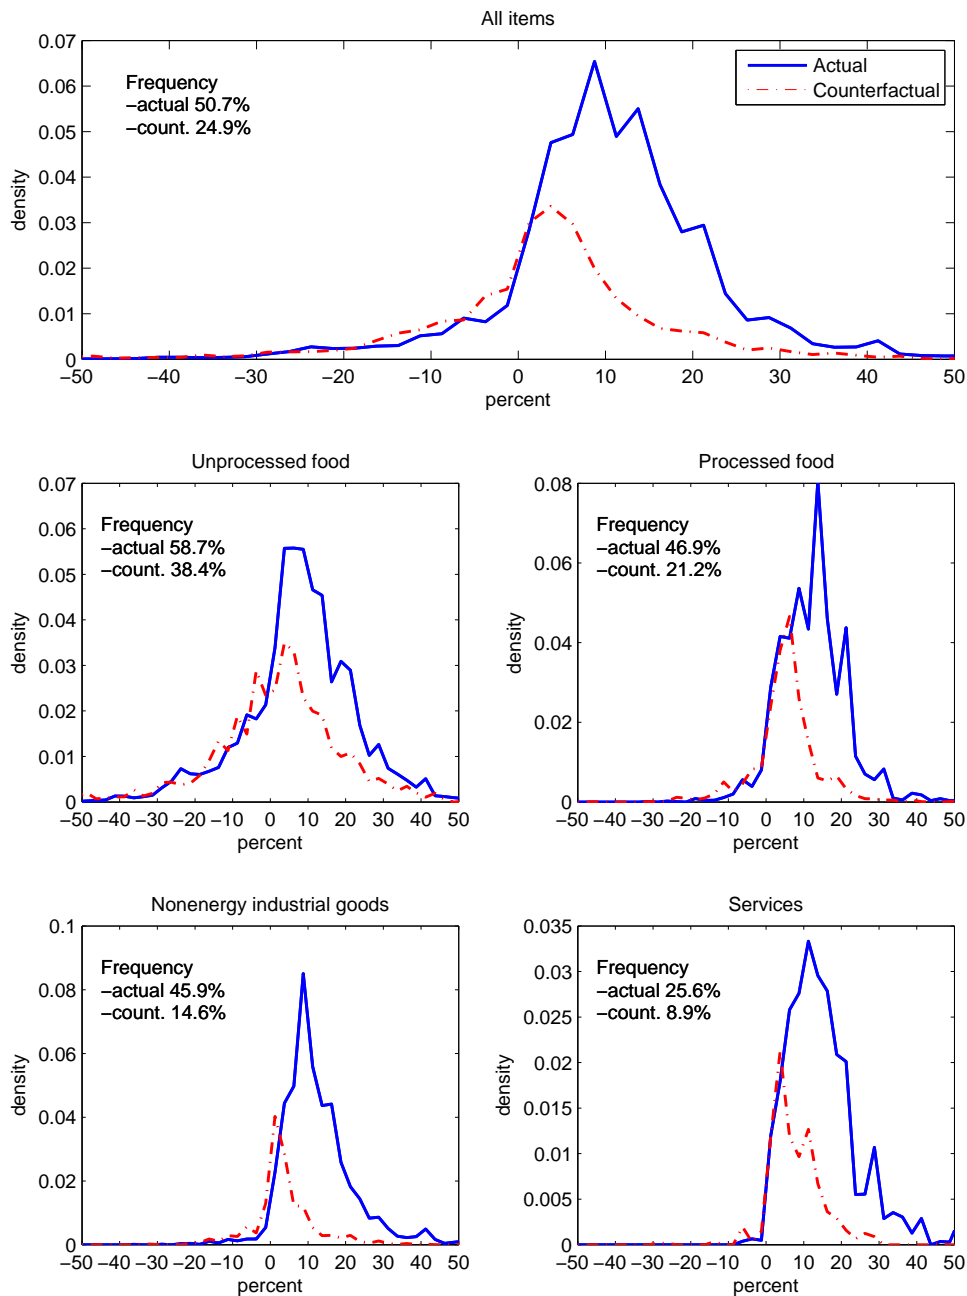 All items
0.07
0.06
0.05
0.04
0.03
0.02
0.01
0
density
Frequency
−actual 50.7%
−count. 24.9%
Actual
Counterfactual
−50 −40 −30 −20 −10 0 10 20 30 40 50
percent
Unprocessed food
0.07
0.06
0.05
0.04
0.03
0.02
0.01
0
density
Frequency
−actual 58.7%
−count. 38.4%
−50 −40 −30 −20 −10 0 10 20 30 40 50
percent
Processed food
0.08
0.06
0.04
0.02
0
density
Frequency
−actual 46.9%
−count. 21.2%
−50 −40 −30 −20 −10 0 10 20 30 40 50
percent
Nonenergy industrial goods
0.1
0.08
0.06
0.04
0.02
0
density
Frequency
−actual 45.9%
−count. 14.6%
−50 −40 −30 −20 −10 0 10 20 30 40 50
percent
Services
0.035
0.03
0.025
0.02
0.015
0.01
0.005
0
density
Frequency
−actual 25.6%
−count. 8.9%
−50 −40 −30 −20 −10 0 10 20 30 40 50
percent